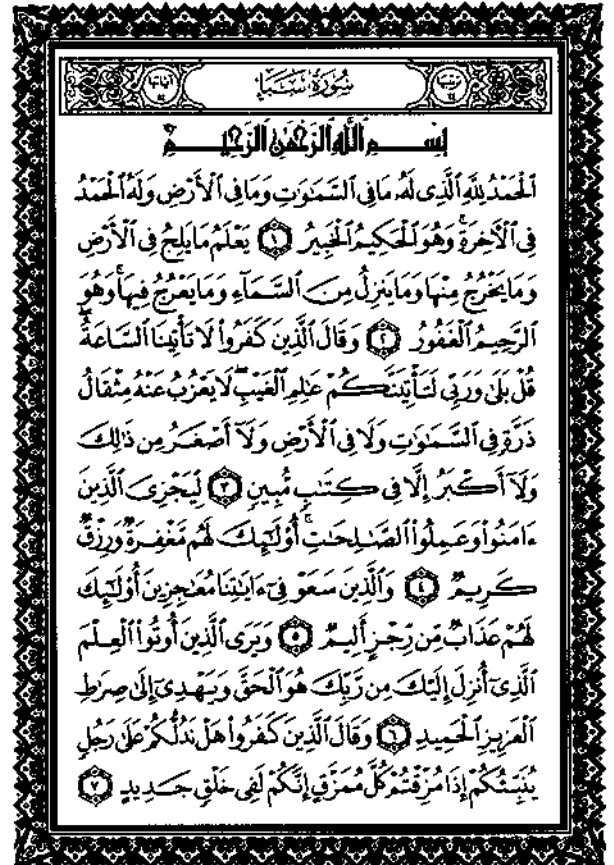 سُورَةُ سَبَإٍ
بِسْمِ ٱللَّهِ ٱلرَّحْمَٰنِ ٱلرَّحِيمِ
ٱلْحَمْدُ لِلَّهِ ٱلَّذِى لَهُۥ مَا فِى ٱلسَّمَٰوَٰتِ وَمَا فِى ٱلْأَرْضِ وَلَهُ ٱلْحَمْدُ
فِى ٱلْأَخِرَةِ ۚ وَهُوَ ٱلْحَكِيمُ ٱلْخَبِيرُ ١ يَعْلَمُ مَا يَلِجُ فِى ٱلْأَرْضِ
وَمَا يَخْرُجُ مِنْهَا وَمَا يَنزِلُ مِنَ ٱلسَّمَآءِ وَمَا يَعْرُجُ فِيهَا ۚ وَهُوَ
ٱلرَّحِيمُ ٱلْغَفُورُ ٢ وَقَالَ ٱلَّذِينَ كَفَرُوا۟ لَا تَأْتِينَا ٱلسَّاعَةُ ۖ
قُلْ بَلَىٰ وَرَبِّى لَتَأْتِيَنَّكُمْ عَٰلِمِ ٱلْغَيْبِ ۖ لَا يَعْزُبُ عَنْهُ مِثْقَالُ
ذَرَّةٍ فِى ٱلسَّمَٰوَٰتِ وَلَا فِى ٱلْأَرْضِ وَلَآ أَصْغَرُ مِن ذَٰلِكَ
وَلَآ أَكْبَرُ إِلَّا فِى كِتَٰبٍ مُّبِينٍ ٣ لِّيَجْزِىَ ٱلَّذِينَ
ءَامَنُوا۟ وَعَمِلُوا۟ ٱلصَّٰلِحَٰتِ ۚ أُو۟لَٰٓئِكَ لَهُم مَّغْفِرَةٌ وَرِزْقٌ
كَرِيمٌ ٤ وَٱلَّذِينَ سَعَوْ فِىٓ ءَايَٰتِنَا مُعَٰجِزِينَ أُو۟لَٰٓئِكَ
لَهُمْ عَذَابٌ مِّن رِّجْزٍ أَلِيمٌ ٥ وَيَرَى ٱلَّذِينَ أُوتُوا۟ ٱلْعِلْمَ
ٱلَّذِىٓ أُنزِلَ إِلَيْكَ مِن رَّبِّكَ هُوَ ٱلْحَقَّ وَيَهْدِىٓ إِلَىٰ صِرَٰطِ
ٱلْعَزِيزِ ٱلْحَمِيدِ ٦ وَقَالَ ٱلَّذِينَ كَفَرُوا۟ هَلْ نَدُلُّكُمْ عَلَىٰ رَجُلٍ
يُنَبِّئُكُمْ إِذَا مُزِّقْتُمْ كُلَّ مُمَزَّقٍ إِنَّكُمْ لَفِى خَلْقٍ جَدِيدٍ ٧